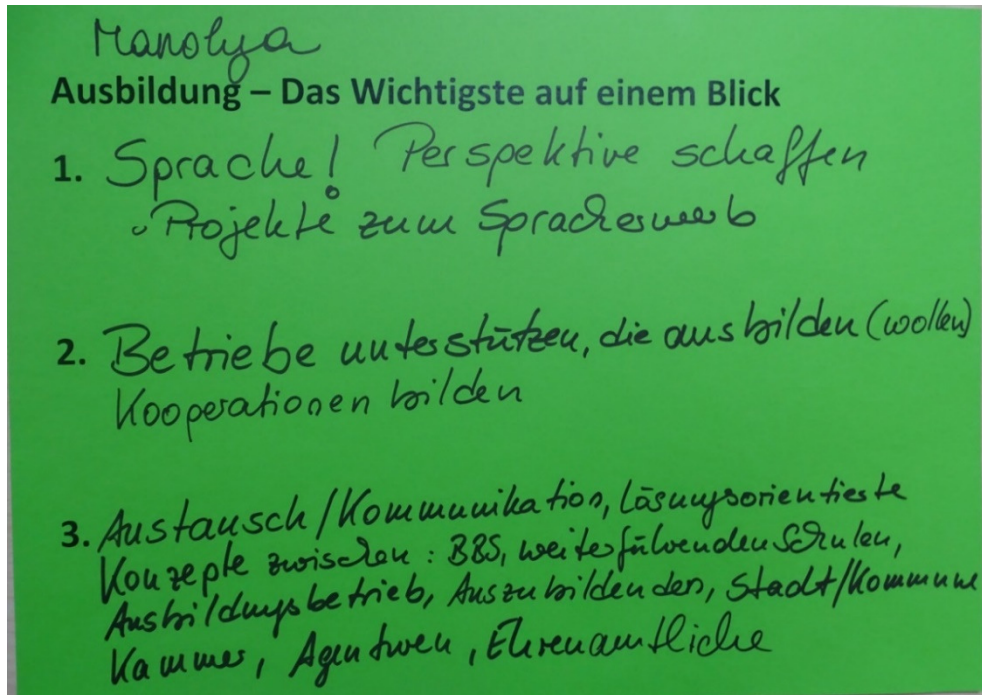 Manolya
Ausbildung – Das Wichtigste auf einem Blick
1. Sprache! Perspektive schaffen
◦ Projekte zum Spracherwerb
2. Betriebe unterstützen, die ausbilden (wollen)
Kooperationen bilden
3. Austausch/Kommunikation, Lösungsorientierte
Konzepte zwischen: BBS, weiterführenden Schulen,
Ausbildungsbetrieb, Auszubildenden, Stadt/Kommune
Kammer, Agenturen, Ehrenamtliche